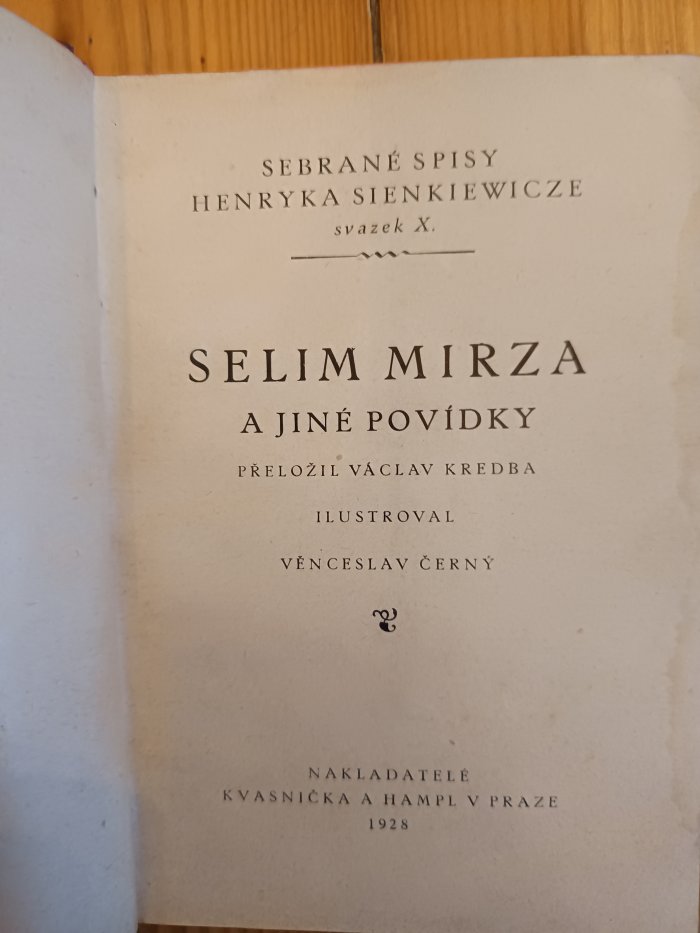 SEBRANÉ SPISY
HENRYKA SIENKIEWICZE
svazek X.
SELIM MIRZA
A JINÉ POVÍDKY
PŘELOŽIL VÁCLAV KREDBA
ILUSTROVAL
VĚNCESLAV ČERNÝ
NAKLADATELÉ
KVASNIČKA A HAMPL V PRAZE
1928